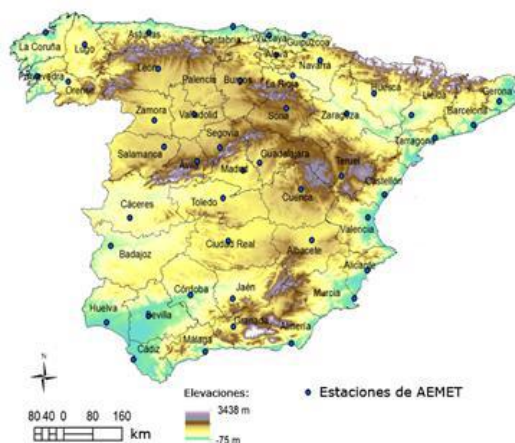 La Coruña
Lugo
Asturias
Cantabria
Vizcaya
Guipuzcoa
Alava
Navarra
Pontevedra
Orense
León
Palencia
Burgos
La Rioja
Huesca
Lleida
Gerona
Barcelona
Zamora
Valladolid
Soria
Zaragoza
Tarragona
Salamanca
Segovia
Avila
Guadalajara
Madrid
Teruel
Castellón
Cuenca
Cáceres
Toledo
Valencia
Badajoz
Ciudad Real
Albacete
Alicante
Huelva
Sevilla
Córdoba
Jaén
Murcia
Granada
Almería
Cádiz
Málaga
N
Elevaciones:
3438 m
-75 m
Estaciones de AEMET
80 40 0 80 160
km